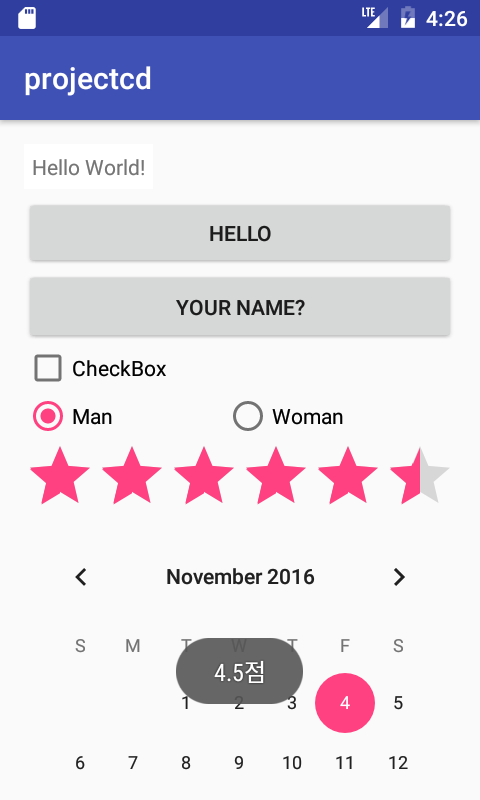 LTE 4:26
projectcd
Hello World!
HELLO
YOUR NAME?
CheckBox
Man Woman
November 2016
S M T W T F S
4.5점
1 2 3 4 5
6 7 8 9 10 11 12